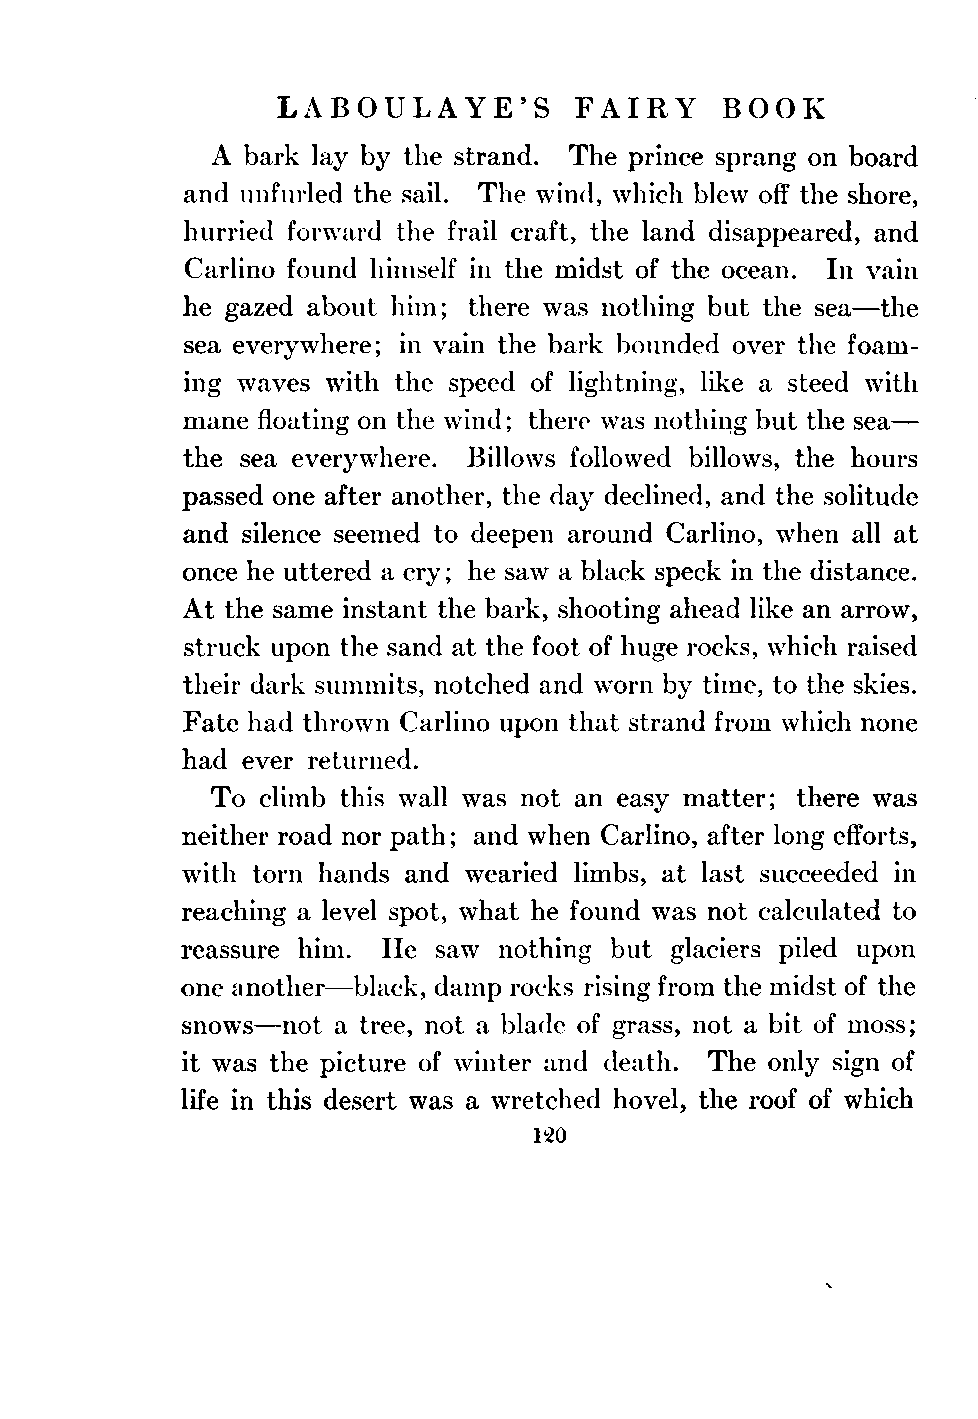 LABOULAYE'S FAIRY BOOK
A bark lay by the strand. The prince sprang on board
and unfurled the sail. The wind, which blew off the shore,
hurried forward the frail craft, the land disappeared, and
Carlino found himself in the midst of the ocean. In vain
he gazed about him; there was nothing but the sea—the
sea everywhere; in vain the bark bounded over the foam-
ing waves with the speed of lightning, like a steed with
mane floating on the wind; there was nothing but the sea—
the sea everywhere. Billows followed billows, the hours
passed one after another, the day declined, and the solitude
and silence seemed to deepen around Carlino, when all at
once he uttered a cry; he saw a black speck in the distance.
At the same instant the bark, shooting ahead like an arrow,
struck upon the sand at the foot of huge rocks, which raised
their dark summits, notched and worn by time, to the skies.
Fate had thrown Carlino upon that strand from which none
had ever returned.
To climb this wall was not an easy matter; there was
neither road nor path; and when Carlino, after long efforts,
with torn hands and wearied limbs, at last succeeded in
reaching a level spot, what he found was not calculated to
reassure him. He saw nothing but glaciers piled upon
one another—black, damp rocks rising from the midst of the
snows—not a tree, not a blade of grass, not a bit of moss;
it was the picture of winter and death. The only sign of
life in this desert was a wretched hovel, the roof of which
120